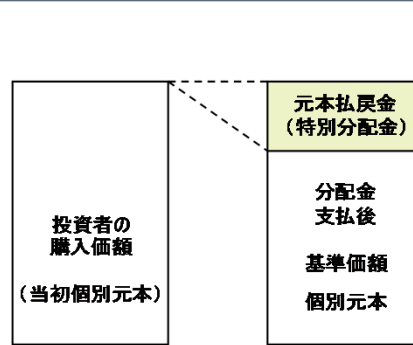 投資者の
購入価額
（当初個別元本）
元本払戻金
（特別分配金）
分配金
支払後
基準価額
個別元本